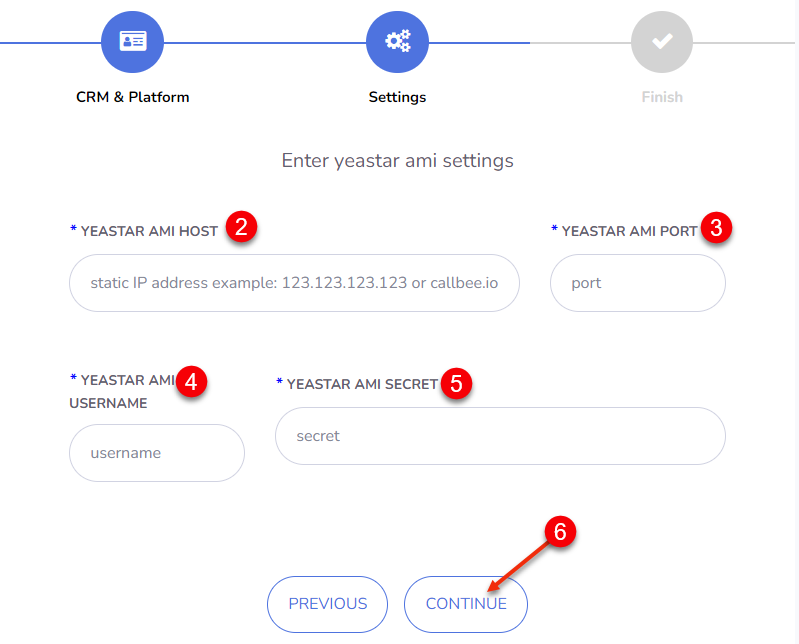 CRM & Platform
Settings
Finish
Enter yeastar ami settings
* YEASTAR AMI HOST 2
* YEASTAR AMI PORT 3
static IP address example: 123.123.123.123 or callbee.io
port
* YEASTAR AMI 4
USERNAME
* YEASTAR AMI SECRET 5
username
secret
6
PREVIOUS
CONTINUE